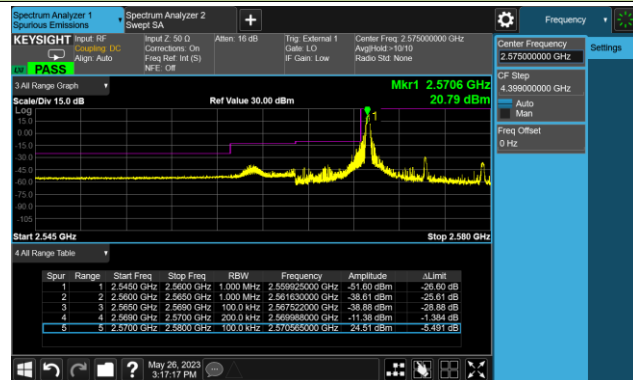 Spectrum Analyzer 1
Spurious Emissions
Spectrum Analyzer 2
Swept SA
Frequency
KEYSIGHT
Input: RF
Coupling: DC
Align: Auto
Input Z: 50 Ω
Corrections: On
Freq Ref: Int (S)
NFE: Off
Atten: 16 dB
Trig: External 1
Gate: LO
IF Gain: Low
Center Freq: 2.575000000 GHz
Avg|Hold:>10/10
Radio Std: None
PASS
Center Frequency
2.575000000 GHz
Settings
CF Step
4.399000000 GHz
Auto
Man
Freq Offset
0 Hz
3 All Range Graph
Mkr1 2.5706 GHz
20.79 dBm
Scale/Div 15.0 dB
Ref Value 30.00 dBm
Log
15.0
0.00
-15.0
-30.0
-45.0
-60.0
-75.0
-90.0
-105
1
Start 2.545 GHz
Stop 2.580 GHz
4 All Range Table
Spur Range Start Freq Stop Freq RBW Frequency Amplitude ΔLimit
1 1 2.5450 GHz 2.5600 GHz 1.000 MHz 2.559925000 GHz -51.60 dBm -26.60 dB
2 2 2.5600 GHz 2.5650 GHz 1.000 MHz 2.561630000 GHz -38.61 dBm -25.61 dB
3 3 2.5650 GHz 2.5690 GHz 100.0 kHz 2.567522000 GHz -38.88 dBm -28.88 dB
4 4 2.5690 GHz 2.5700 GHz 200.0 kHz 2.569988000 GHz -11.38 dBm -1.384 dB
5 5 2.5700 GHz 2.5800 GHz 100.0 kHz 2.570565000 GHz 24.51 dBm -5.491 dB
May 26, 2023
3:17:17 PM